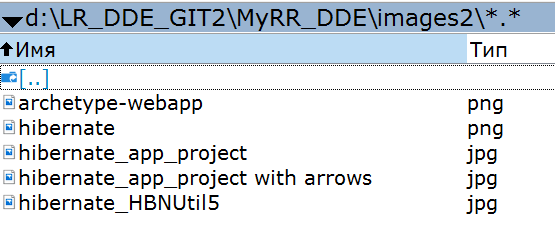 d:\LR_DDE_GIT2\MyRR_DDE\images2\*.*
Имя Тип
[..]
archetype-webapp png
hibernate png
hibernate_app_project jpg
hibernate_app_project with arrows jpg
hibernate_HBNUtil5 jpg